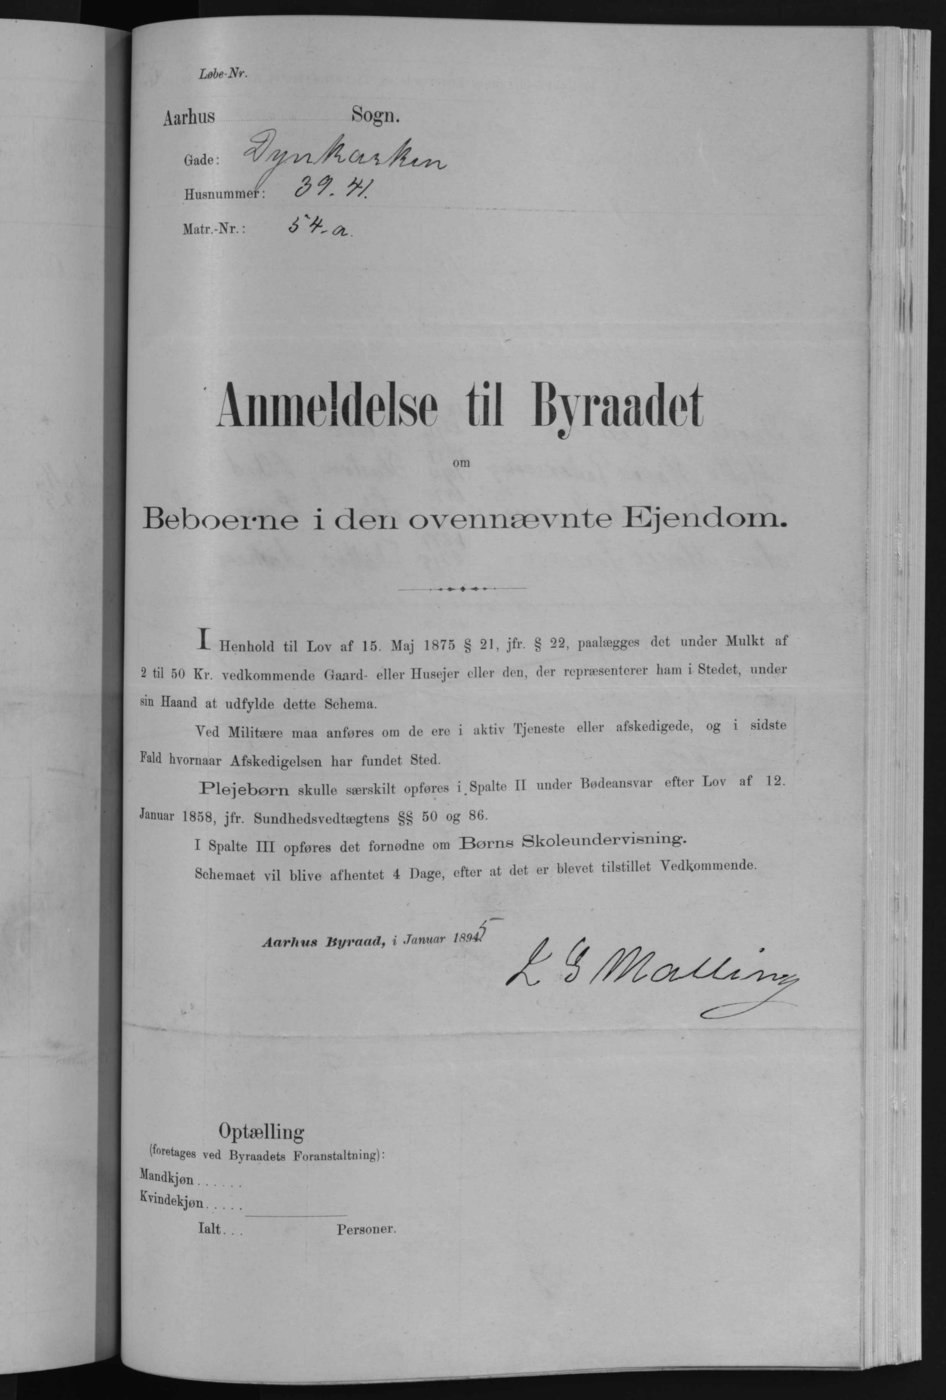 Løbe-Nr.
Aarhus Sogn.
Gade: Dynkarken
Husnummer: 39. 41.
Matr.-Nr.: 54-a.
Anmeldelse til Byraadet
om
Beboerne i den ovennævnte Ejendom.
I Henhold til Lov af 15. Maj 1875 § 21, jfr. § 22, paalægges det under Mulkt af
2 til 50 Kr. vedkommende Gaard- eller Husejer eller den, der repræsenterer ham i Stedet, under
sin Haand at udfylde dette Schema.
Ved Militære maa anføres om de ere i aktiv Tjeneste eller afskedigede, og i sidste
Fald hvornaar Afskedigelsen har fundet Sted.
Plejebørn skulle særskilt opføres i Spalte II under Bødeansvar efter Lov af 12.
Januar 1858, jfr. Sundhedsvedtægtens §§ 50 og 86.
I Spalte III opføres det fornødne om Børns Skoleundervisning.
Schemaet vil blive afhentet 4 Dage, efter at det er blevet tilstillet Vedkommende.
Aarhus Byraad, i Januar 1894. 5
L G Malling
Optælling
(foretages ved Byraadets Foranstaltning):
Mandkjøn......
Kvindekjøn.....
Ialt... Personer.